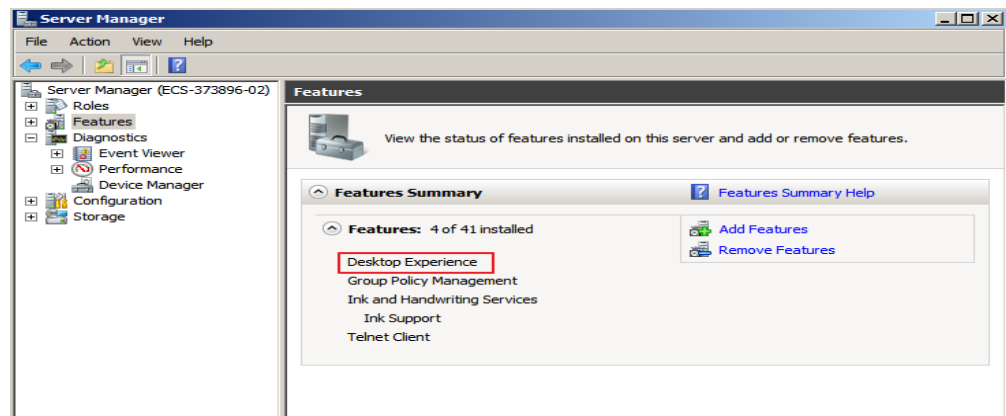 Server Manager
File Action View Help
Server Manager (ECS-373896-02)
Roles
Features
Diagnostics
Event Viewer
Performance
Device Manager
Configuration
Storage
Features
View the status of features installed on this server and add or remove features.
Features Summary
Features Summary Help
Features: 4 of 41 installed
Add Features
Remove Features
Desktop Experience
Group Policy Management
Ink and Handwriting Services
Ink Support
Telnet Client